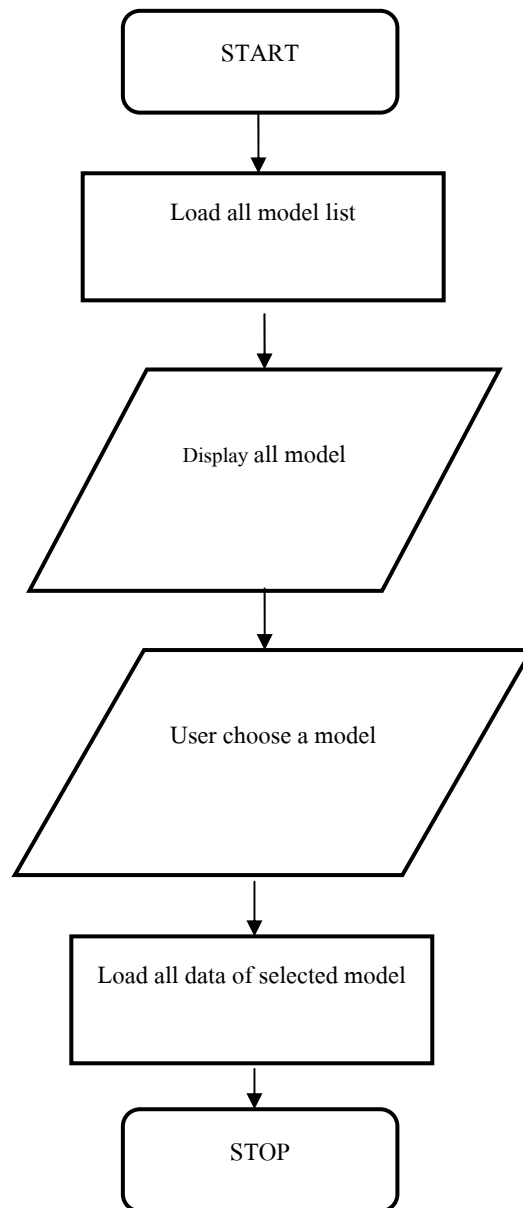 START
Load all model list
Display all model
User choose a model
Load all data of selected model
STOP